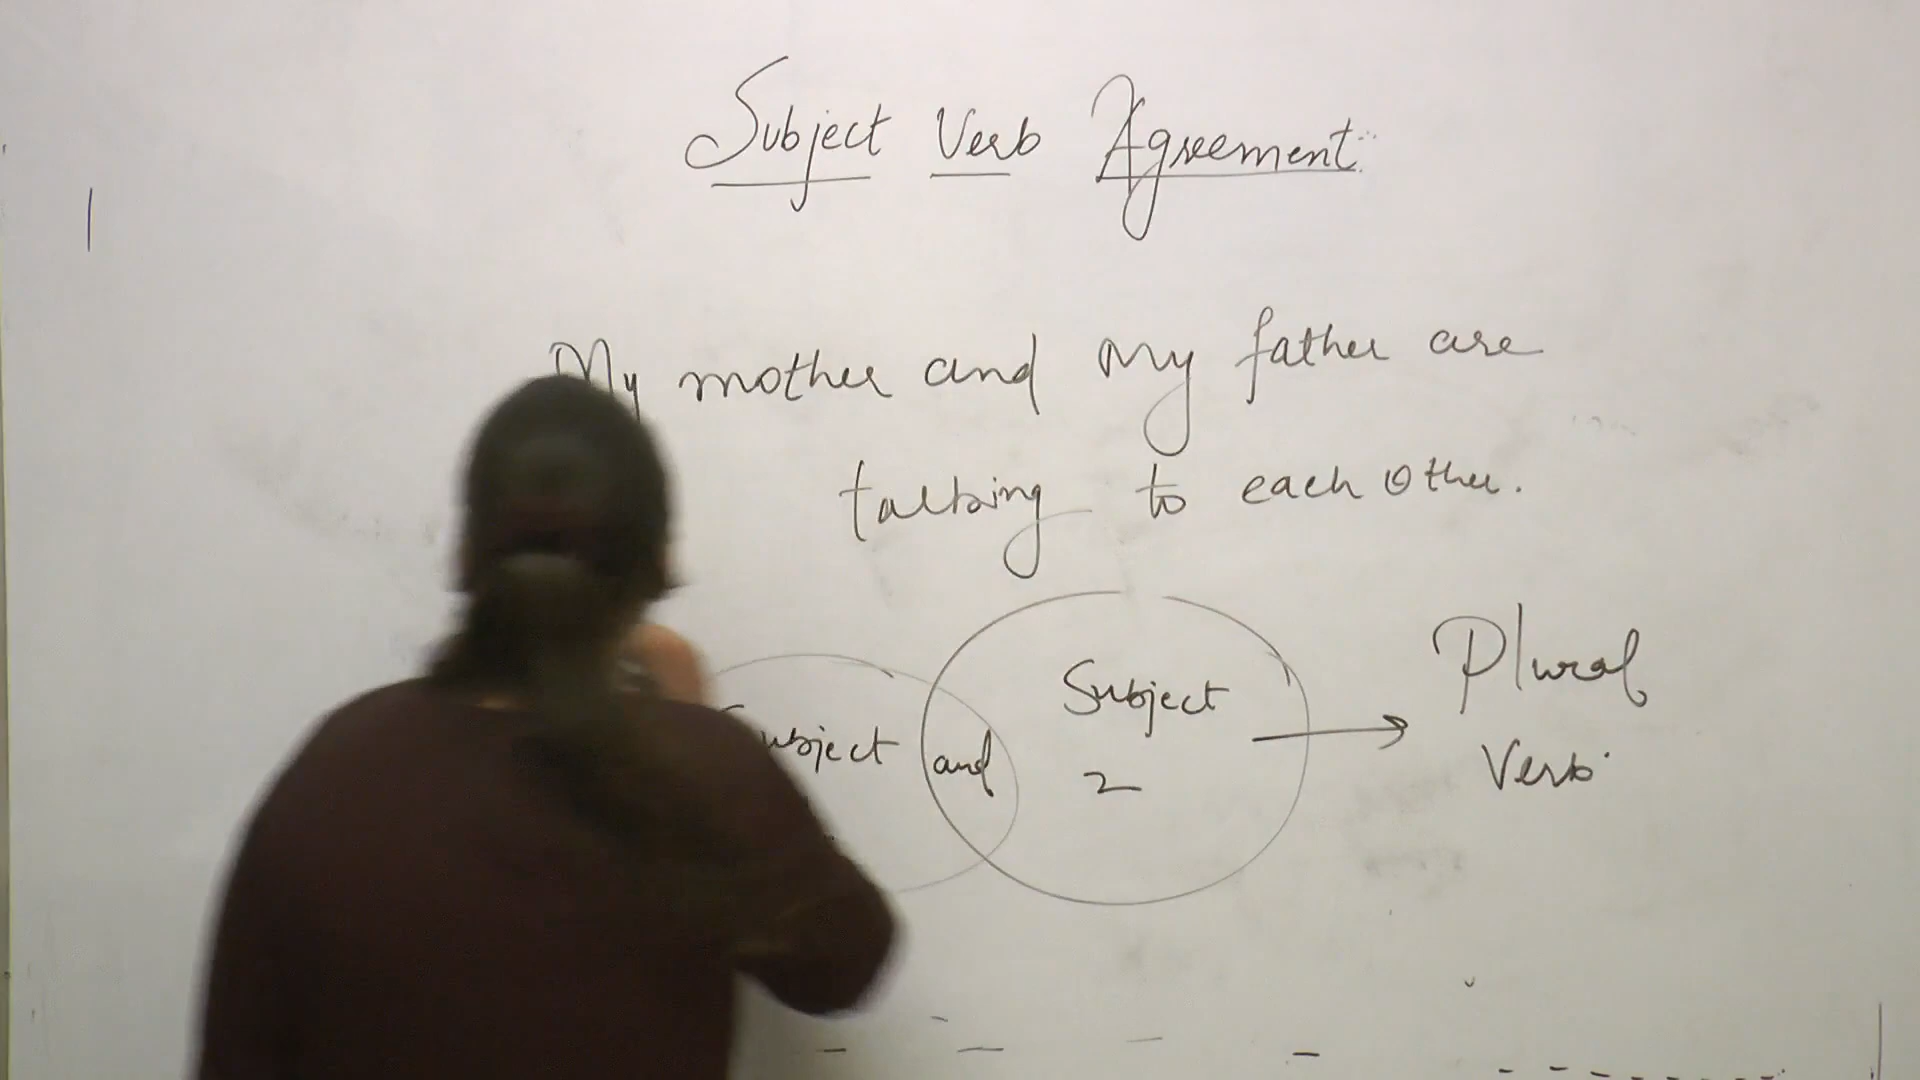 Subject Verb Agreement
My mother and my father are
talking to each other.
Subject and
Subject
2
Plural
Verb